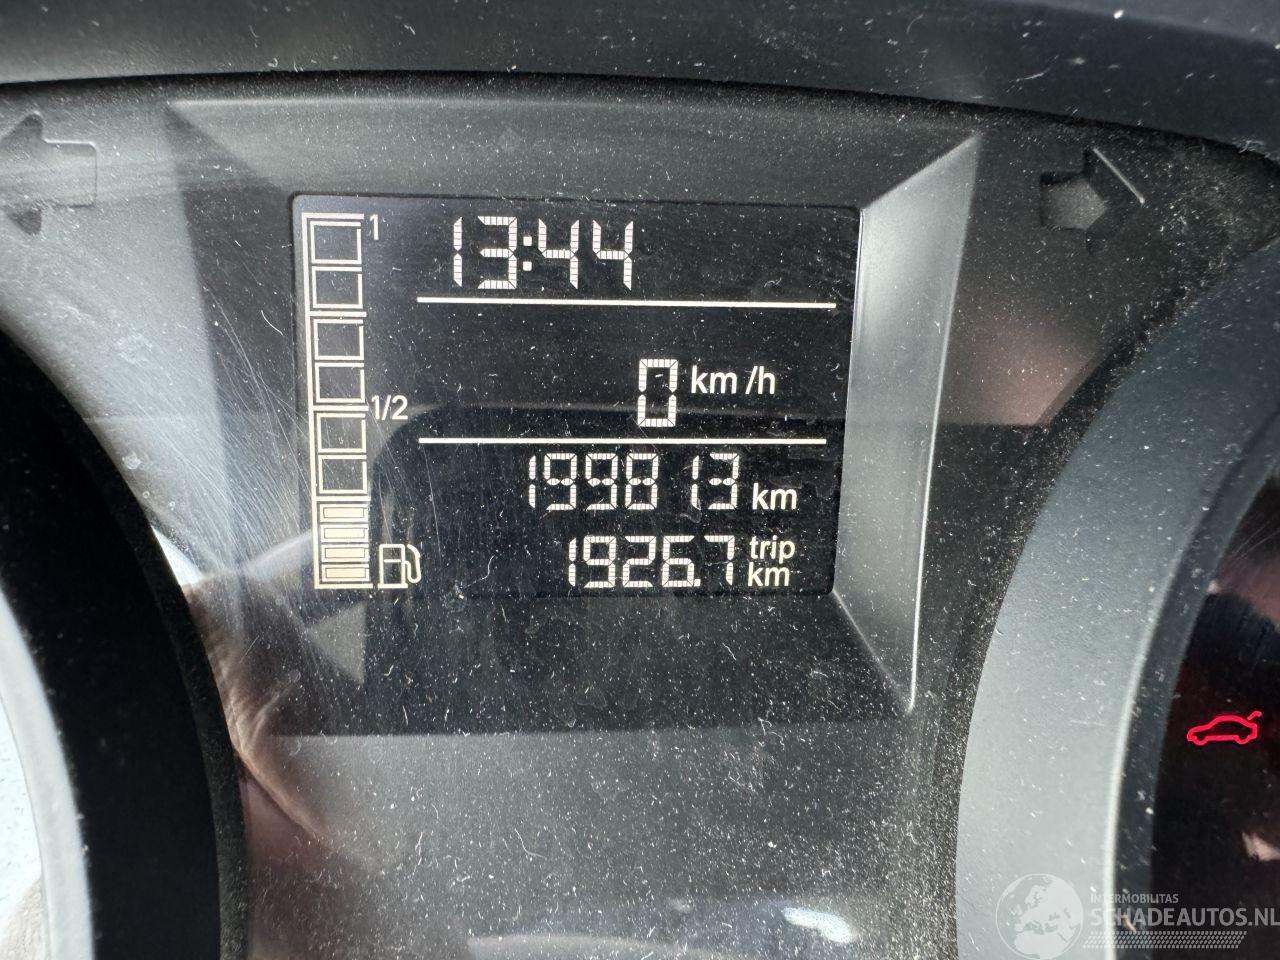 1
13:44
0 km/h
1/2
199813 km
1926.7 trip km
INTERMOBILITAS
SCHADEAUTOS.NL